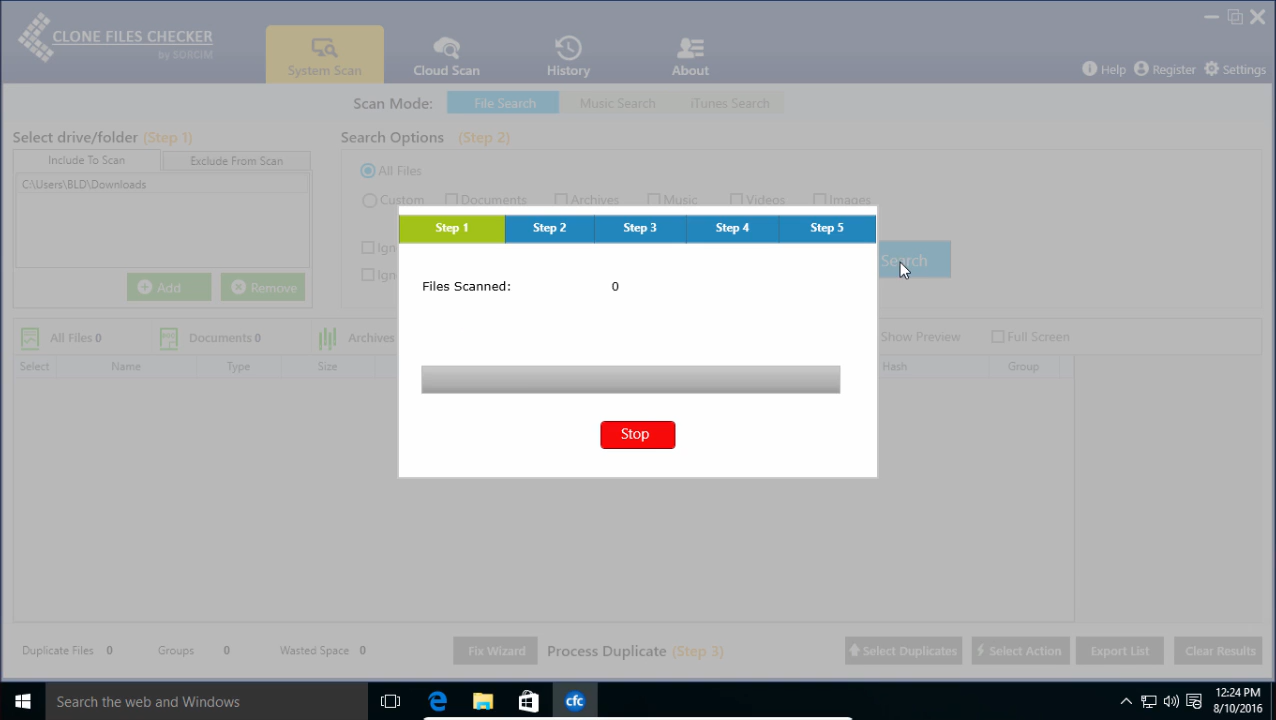 CLONE FILES CHECKER
by SORCIM
System Scan
Cloud Scan
History
About
Help
Register
Settings
Scan Mode:
File Search
Music Search
iTunes Search
Select drive/folder (Step 1)
Search Options (Step 2)
Include To Scan
Exclude From Scan
C:\Users\BLD\Downloads
All Files
Custom
Documents
Archives
Music
Videos
Images
Step 1
Step 2
Step 3
Step 4
Step 5
Ign
Ign
Search
Add
Remove
Files Scanned: 0
Stop
All Files 0
Documents 0
Archives
Show Preview
Full Screen
Select
Name
Type
Size
Hash
Group
Duplicate Files 0
Groups 0
Wasted Space 0
Fix Wizard
Process Duplicate (Step 3)
Select Duplicates
Select Action
Export List
Clear Results
Search the web and Windows
cfc
12:24 PM
8/10/2016